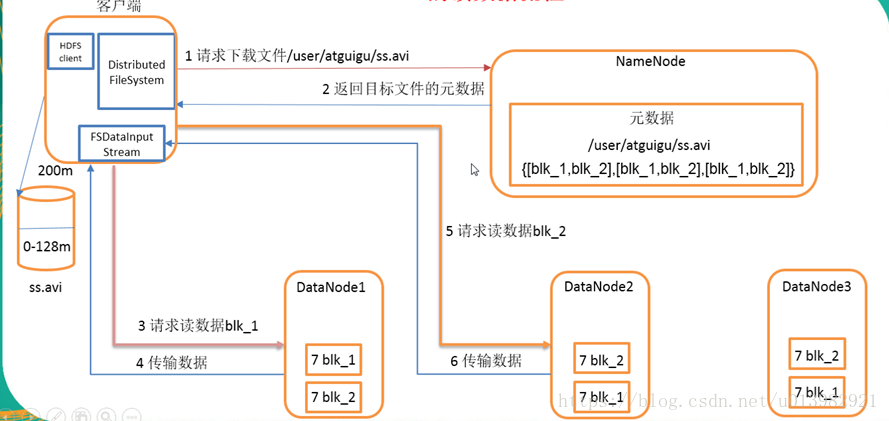 客户端
HDFS
client
Distributed
FileSystem
1 请求下载文件/user/atguigu/ss.avi
NameNode
2 返回目标文件的元数据
元数据
/user/atguigu/ss.avi
{[blk_1,blk_2],[blk_1,blk_2],[blk_1,blk_2]}
FSDataInput
Stream
200m
0-128m
ss.avi
5 请求读数据blk_2
3 请求读数据blk_1
4 传输数据
6 传输数据
DataNode1
7 blk_1
7 blk_2
DataNode2
7 blk_2
7 blk_1
DataNode3
7 blk_2
7 blk_1